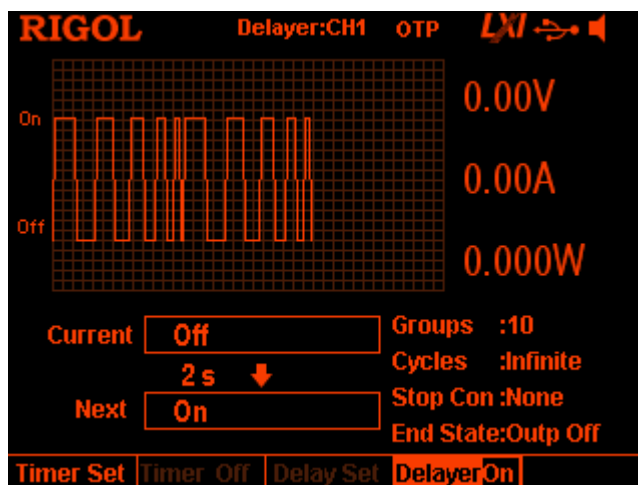 RIGOL Delayer:CH1 OTP LXI
On
Off
0.00V
0.00A
0.000W
Current Off
2 s
Next On
Groups :10
Cycles :Infinite
Stop Con :None
End State:Outp Off
Timer Set Timer Off Delay Set Delayer On